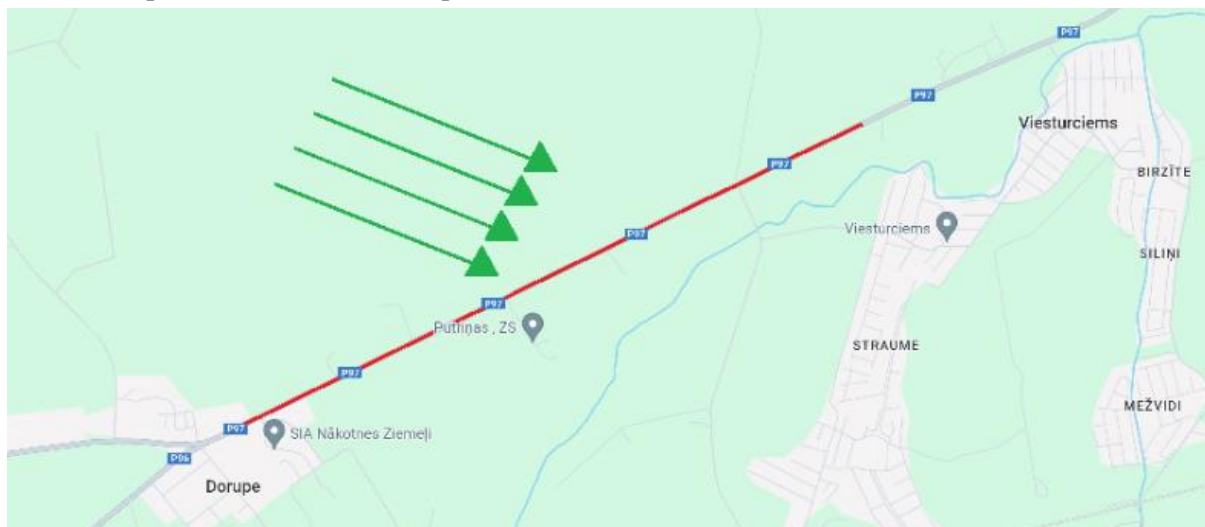 P97
P97
Viesturciems
P97
BIRZĪTE
Viesturciems
P97
SILIŅI
P97
Putriņas , ZS
STRAUME
P97
MEŽVIDI
P97
SIA Nākotnes Ziemeļi
P96
Dorupe